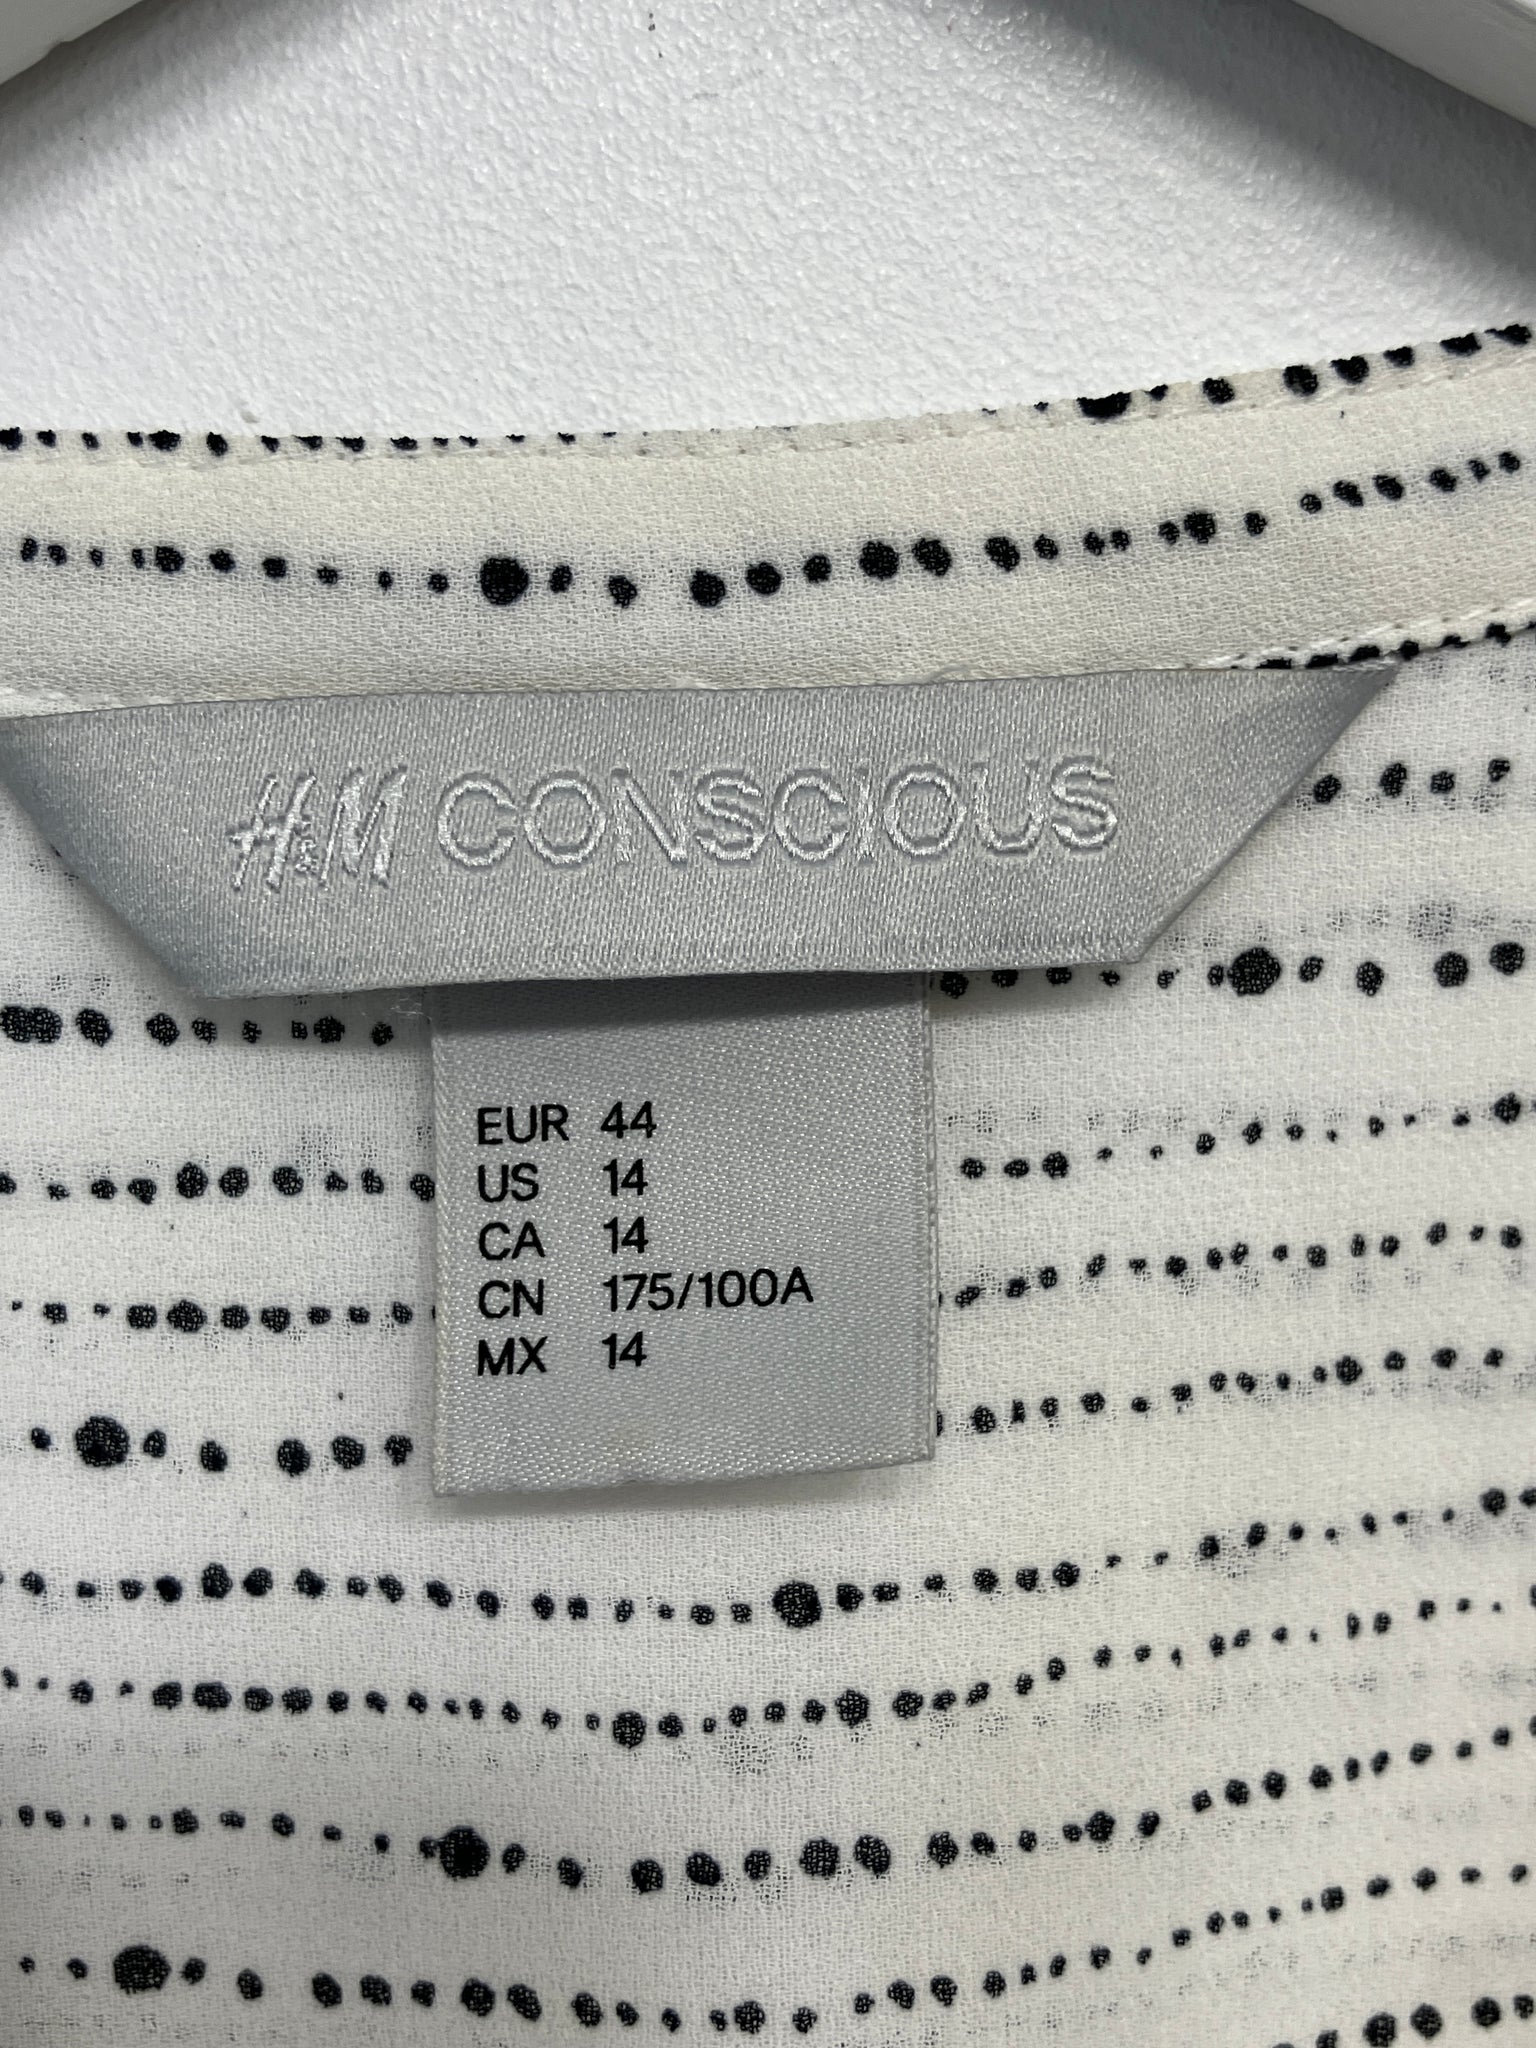 H&M CONSCIOUS
EUR 44
US 14
CA 14
CN 175/100A
MX 14